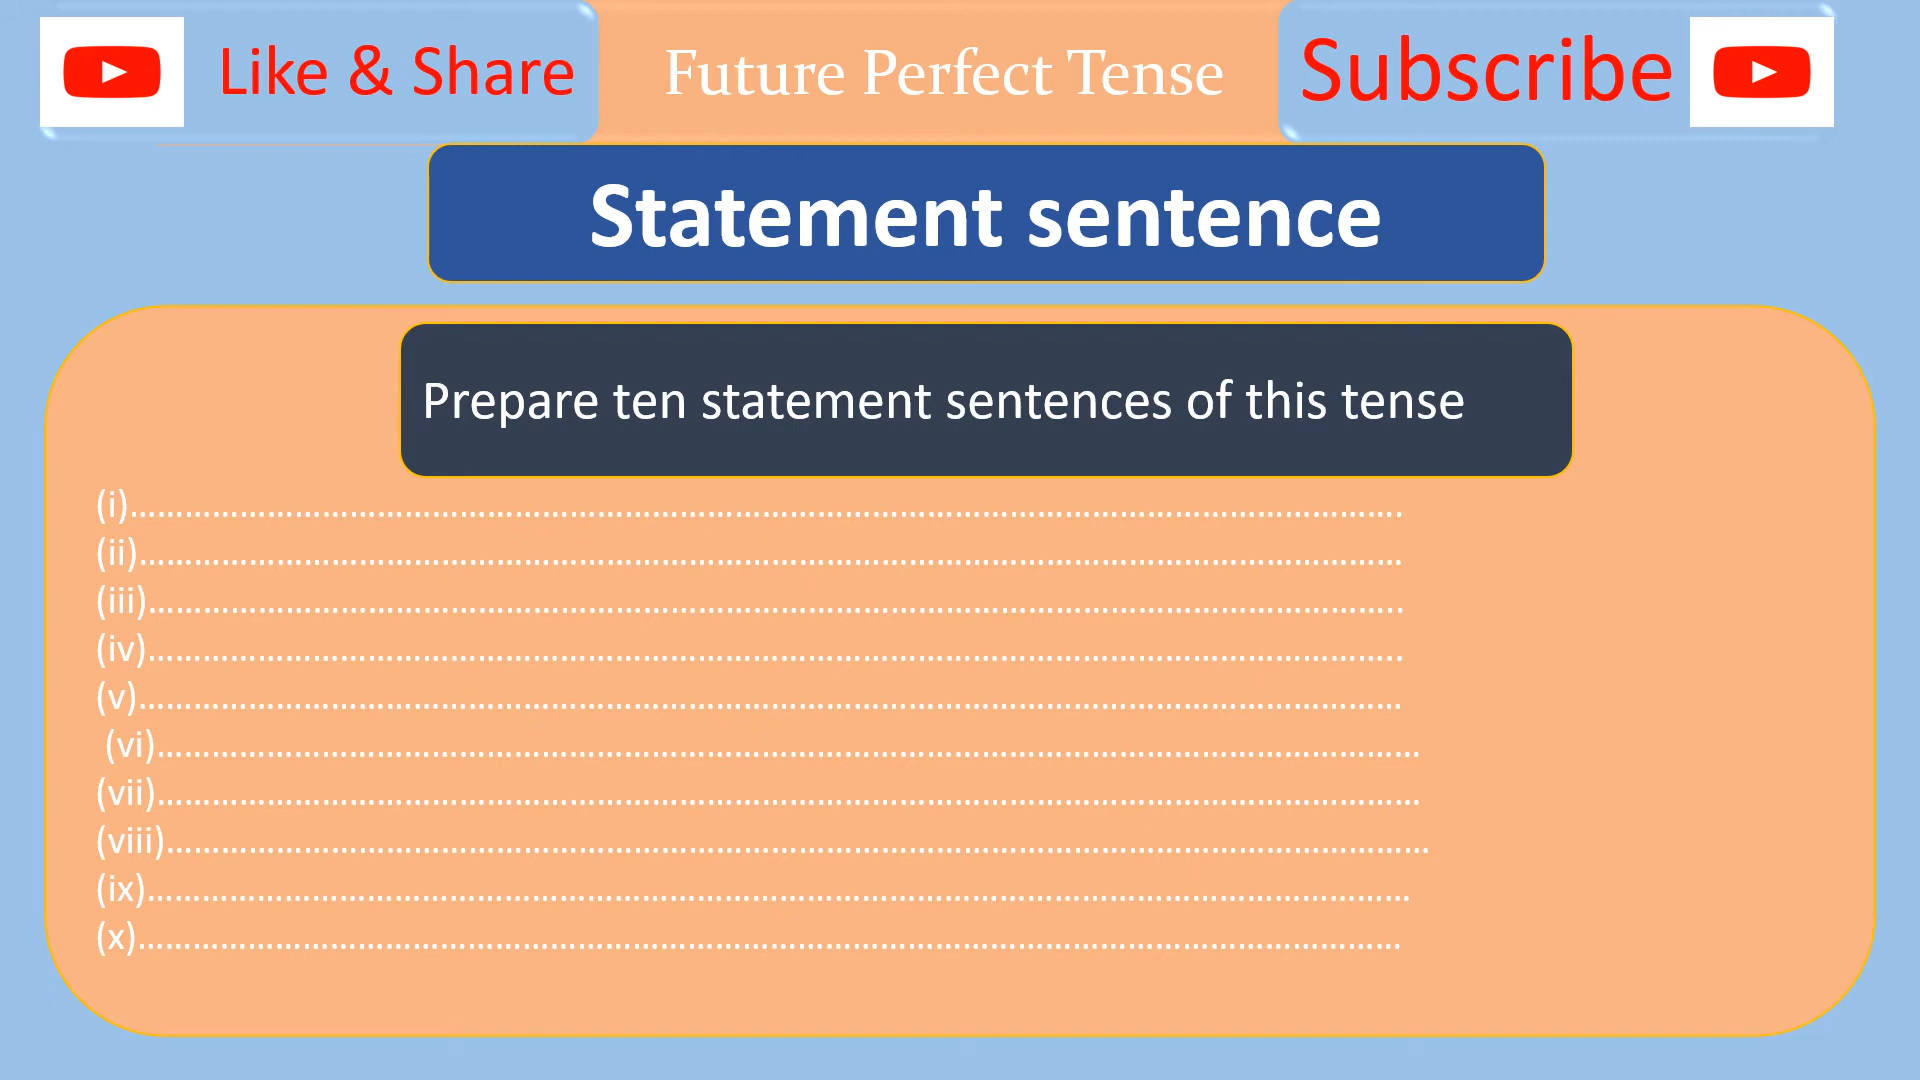 Like & Share
Future Perfect Tense
Subscribe
Statement sentence
Prepare ten statement sentences of this tense
(i)......................................................................................................................................
(ii).....................................................................................................................................
(iii)....................................................................................................................................
(iv)....................................................................................................................................
(v).....................................................................................................................................
(vi).....................................................................................................................................
(vii)....................................................................................................................................
(viii)....................................................................................................................................
(ix)....................................................................................................................................
(x).....................................................................................................................................